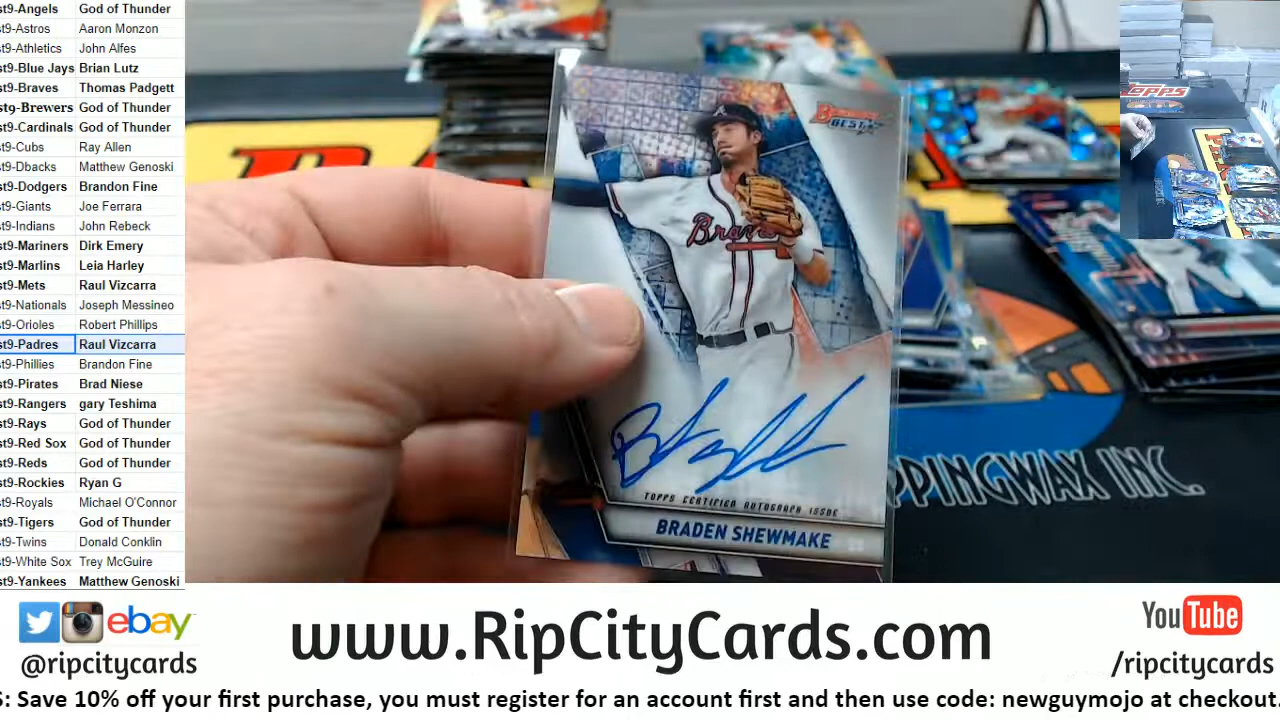 st9-Angels God of Thunder
st9-Astros Aaron Monzon
st9-Athletics John Alfes
st9-Blue Jays Brian Lutz
st9-Braves Thomas Padgett
st9-Brewers God of Thunder
st9-Cardinals God of Thunder
st9-Cubs Ray Allen
st9-Dbacks Matthew Genoski
st9-Dodgers Brandon Fine
st9-Giants Joe Ferrara
st9-Indians John Rebeck
st9-Mariners Dirk Emery
st9-Marlins Leia Harley
st9-Mets Raul Vizcarra
st9-Nationals Joseph Messineo
st9-Orioles Robert Phillips
st9-Padres Raul Vizcarra
st9-Phillies Brandon Fine
st9-Pirates Brad Niese
st9-Rangers gary Teshima
st9-Rays God of Thunder
st9-Red Sox God of Thunder
st9-Reds God of Thunder
st9-Rockies Ryan G
st9-Royals Michael O'Connor
st9-Tigers God of Thunder
st9-Twins Donald Conklin
st9-White Sox Trey McGuire
st9-Yankees Matthew Genoski
Bowman's
BEST
Braves
TOPPS CERTIFIED AUTOGRAPH ISSUE
BRADEN SHEWMAKE
PPINGWAX INC.
TOPPS
ebay
@ripcitycards
www.RipCityCards.com
YouTube
/ripcitycards
S: Save 10% off your first purchase, you must register for an account first and then use code: newguymojo at checkout.